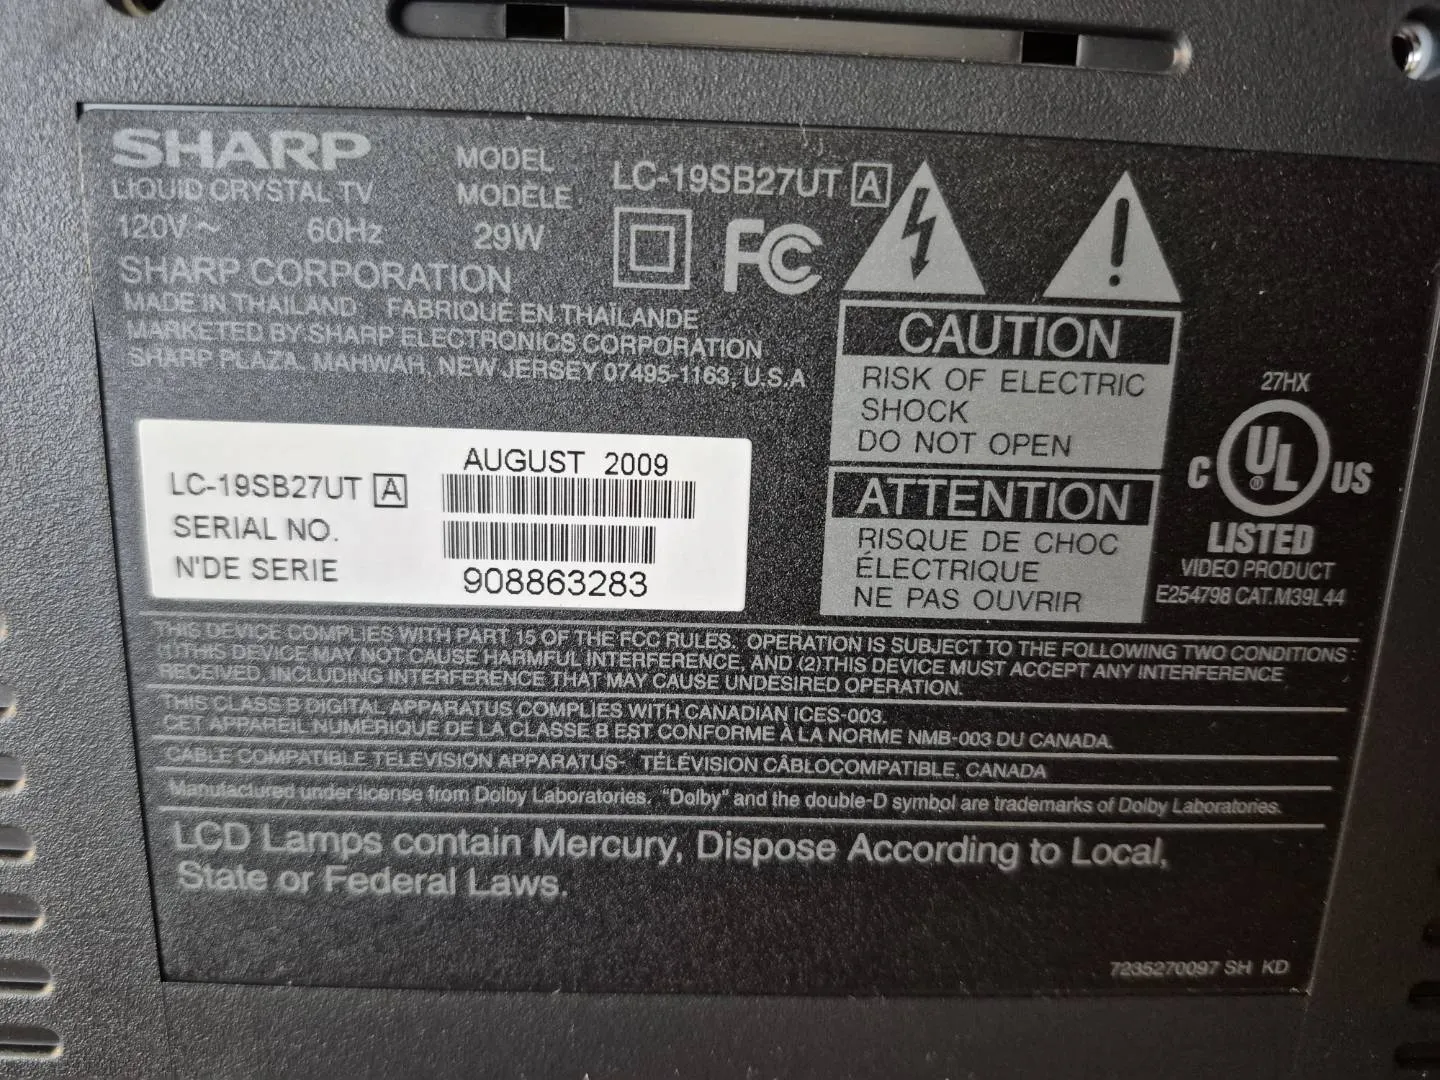 SHARP
LIQUID CRYSTAL TV
120V ~ 60Hz 29W
MODEL
MODELE
LC-19SB27UT A
FC
SHARP CORPORATION
MADE IN THAILAND FABRIQUE EN THAILANDE
MARKETED BY SHARP ELECTRONICS CORPORATION
SHARP PLAZA, MAHWAH, NEW JERSEY 07495-1163, U.S.A
CAUTION
RISK OF ELECTRIC
SHOCK
DO NOT OPEN
ATTENTION
RISQUE DE CHOC
ÉLECTRIQUE
NE PAS OUVRIR
27HX
C UL ® US
LISTED
VIDEO PRODUCT
E254798 CAT.M39L44
AUGUST 2009
LC-19SB27UT A
SERIAL NO.
N'DE SERIE
908863283
THIS DEVICE COMPLIES WITH PART 15 OF THE FCC RULES. OPERATION IS SUBJECT TO THE FOLLOWING TWO CONDITIONS:
(1)THIS DEVICE MAY NOT CAUSE HARMFUL INTERFERENCE, AND (2)THIS DEVICE MUST ACCEPT ANY INTERFERENCE
RECEIVED, INCLUDING INTERFERENCE THAT MAY CAUSE UNDESIRED OPERATION.
THIS CLASS B DIGITAL APPARATUS COMPLIES WITH CANADIAN ICES-003.
CET APPAREIL NUMERIQUE DE LA CLASSE B EST CONFORME À LA NORME NMB-003 DU CANADA.
CABLE COMPATIBLE TELEVISION APPARATUS- TÉLÉVISION CÂBLOCOMPATIBLE, CANADA
Manufactured under license from Dolby Laboratories. "Dolby" and the double-D symbol are trademarks of Dolby Laboratories.
LCD Lamps contain Mercury, Dispose According to Local,
State or Federal Laws.
7235270097 SH KD